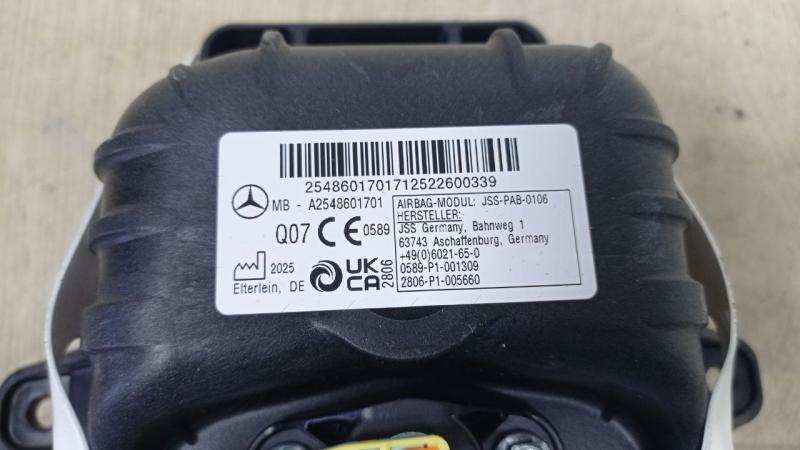 2548601701712522600339
MB - A2548601701
Q07 CE 0589
2025
Elterlein, DE
UK
CA
2806
AIRBAG-MODUL: JSS-PAB-0106
HERSTELLER:
JSS Germany, Bahnweg 1
63743 Aschaffenburg, Germany
+49(0)6021-65-0
0589-P1-001309
2806-P1-005660